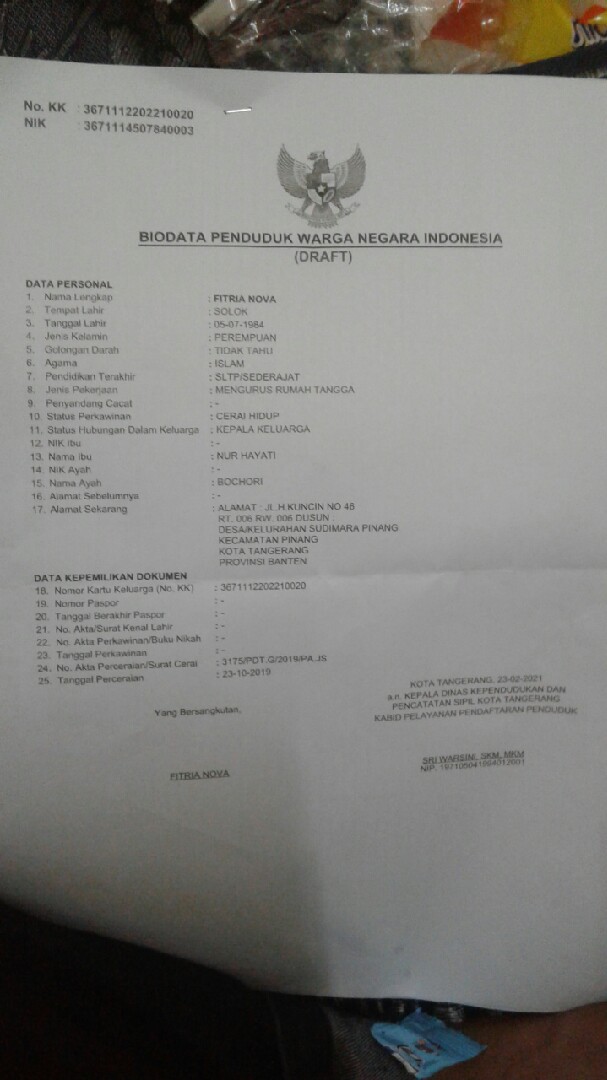 No. KK : 3671112202210020
NIK : 3671114507840003
BIODATA PENDUDUK WARGA NEGARA INDONESIA
(DRAFT)
DATA PERSONAL
1. Nama Lengkap : FITRIA NOVA
2. Tempat Lahir : SOLOK
3. Tanggal Lahir : 05-07-1984
4. Jenis Kelamin : PEREMPUAN
5. Golongan Darah : TIDAK TAHU
6. Agama : ISLAM
7. Pendidikan Terakhir : SLTP/SEDERAJAT
8. Jenis Pekerjaan : MENGURUS RUMAH TANGGA
9. Penyandang Cacat : -
10. Status Perkawinan : CERAI HIDUP
11. Status Hubungan Dalam Keluarga : KEPALA KELUARGA
12. NIK Ibu : -
13. Nama Ibu : NUR HAYATI
14. NIK Ayah : -
15. Nama Ayah : BOCHORI
16. Alamat Sebelumnya : -
17. Alamat Sekarang : ALAMAT : JL.H.KUNCIN NO 48
RT. 006 RW. 006 DUSUN :
DESA/KELURAHAN SUDIMARA PINANG
KECAMATAN PINANG
KOTA TANGERANG
PROVINSI BANTEN
DATA KEPEMILIKAN DOKUMEN
18. Nomor Kartu Keluarga (No. KK) : 3671112202210020
19. Nomor Paspor : -
20. Tanggal Berakhir Paspor : -
21. No. Akta/Surat Kenal Lahir : -
22. No. Akta Perkawinan/Buku Nikah : -
23. Tanggal Perkawinan : -
24. No. Akta Perceraian/Surat Cerai : 3175/PDT.G/2019/PA.JS
25. Tanggal Perceraian : 23-10-2019
KOTA TANGERANG, 23-02-2021
a.n. KEPALA DINAS KEPENDUDUKAN DAN
PENCATATAN SIPIL KOTA TANGERANG
KABID PELAYANAN PENDAFTARAN PENDUDUK
Yang Bersangkutan,
SRI WARSINI, SKM, MKM
NIP.
FITRIA NOVA